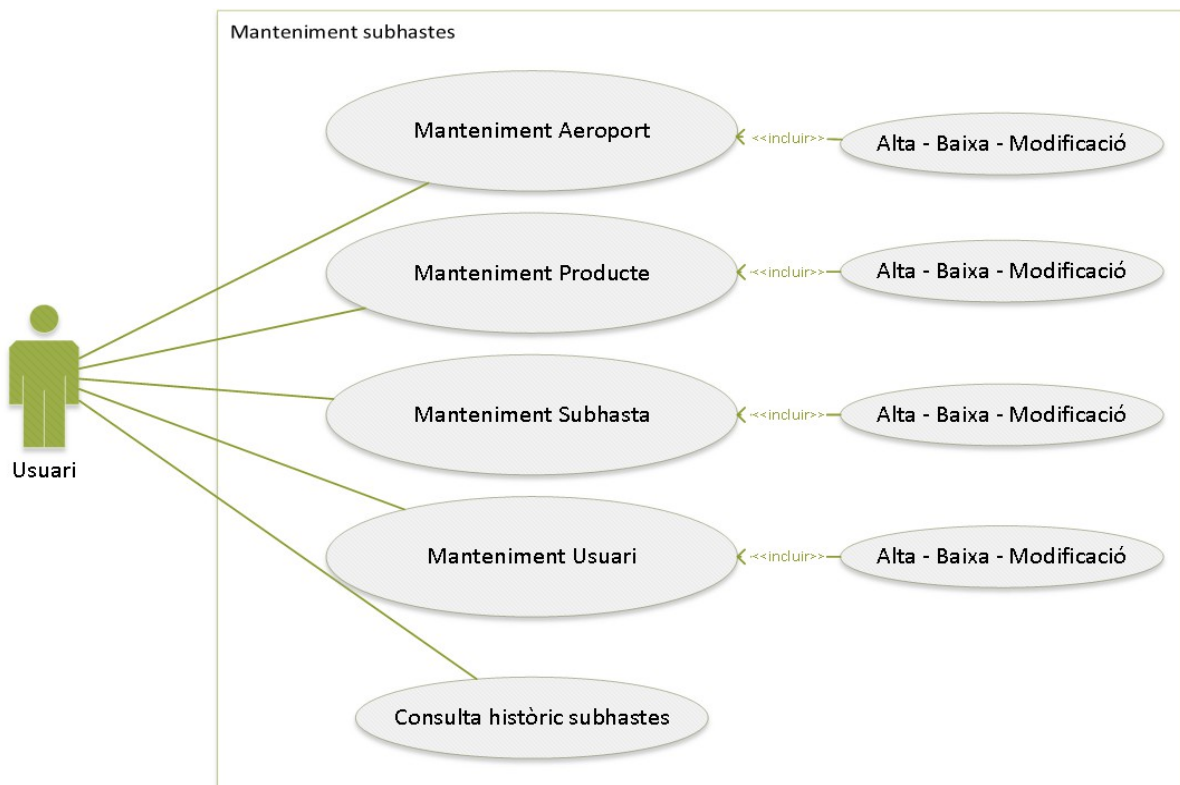 Manteniment subhastes
Manteniment Aeroport
<<incluir>>
Alta - Baixa - Modificació
Manteniment Producte
<<incluir>>
Alta - Baixa - Modificació
Manteniment Subhasta
<<incluir>>
Alta - Baixa - Modificació
Usuari
Manteniment Usuari
<<incluir>>
Alta - Baixa - Modificació
Consulta històric subhastes